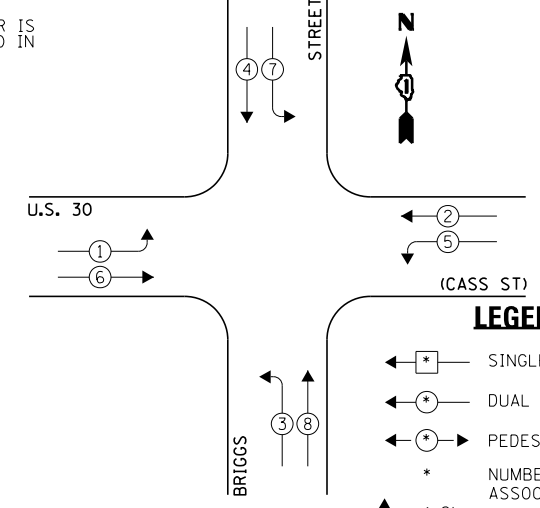 R IS
IN
STREET
N
4 7
U.S. 30
2
1
5
6
(CASS ST)
LEGE
* SINGL
* DUAL
* PEDES
3 8
BRIGGS
* NUMBE
ASSOC